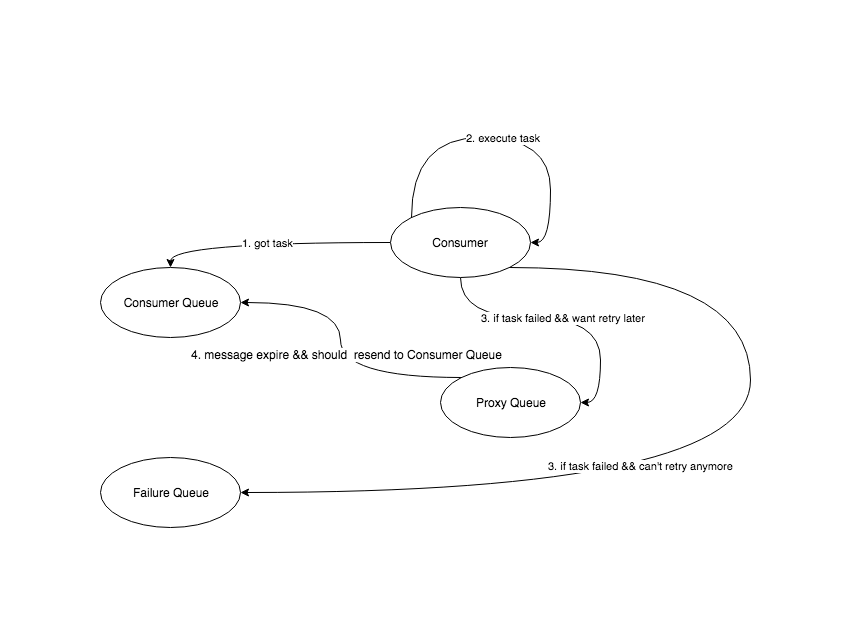 2. execute task
Consumer
1. got task
Consumer Queue
3. if task failed && want retry later
4. message expire && should  resend to Consumer Queue
Proxy Queue
3. if task failed && can't retry anymore
Failure Queue